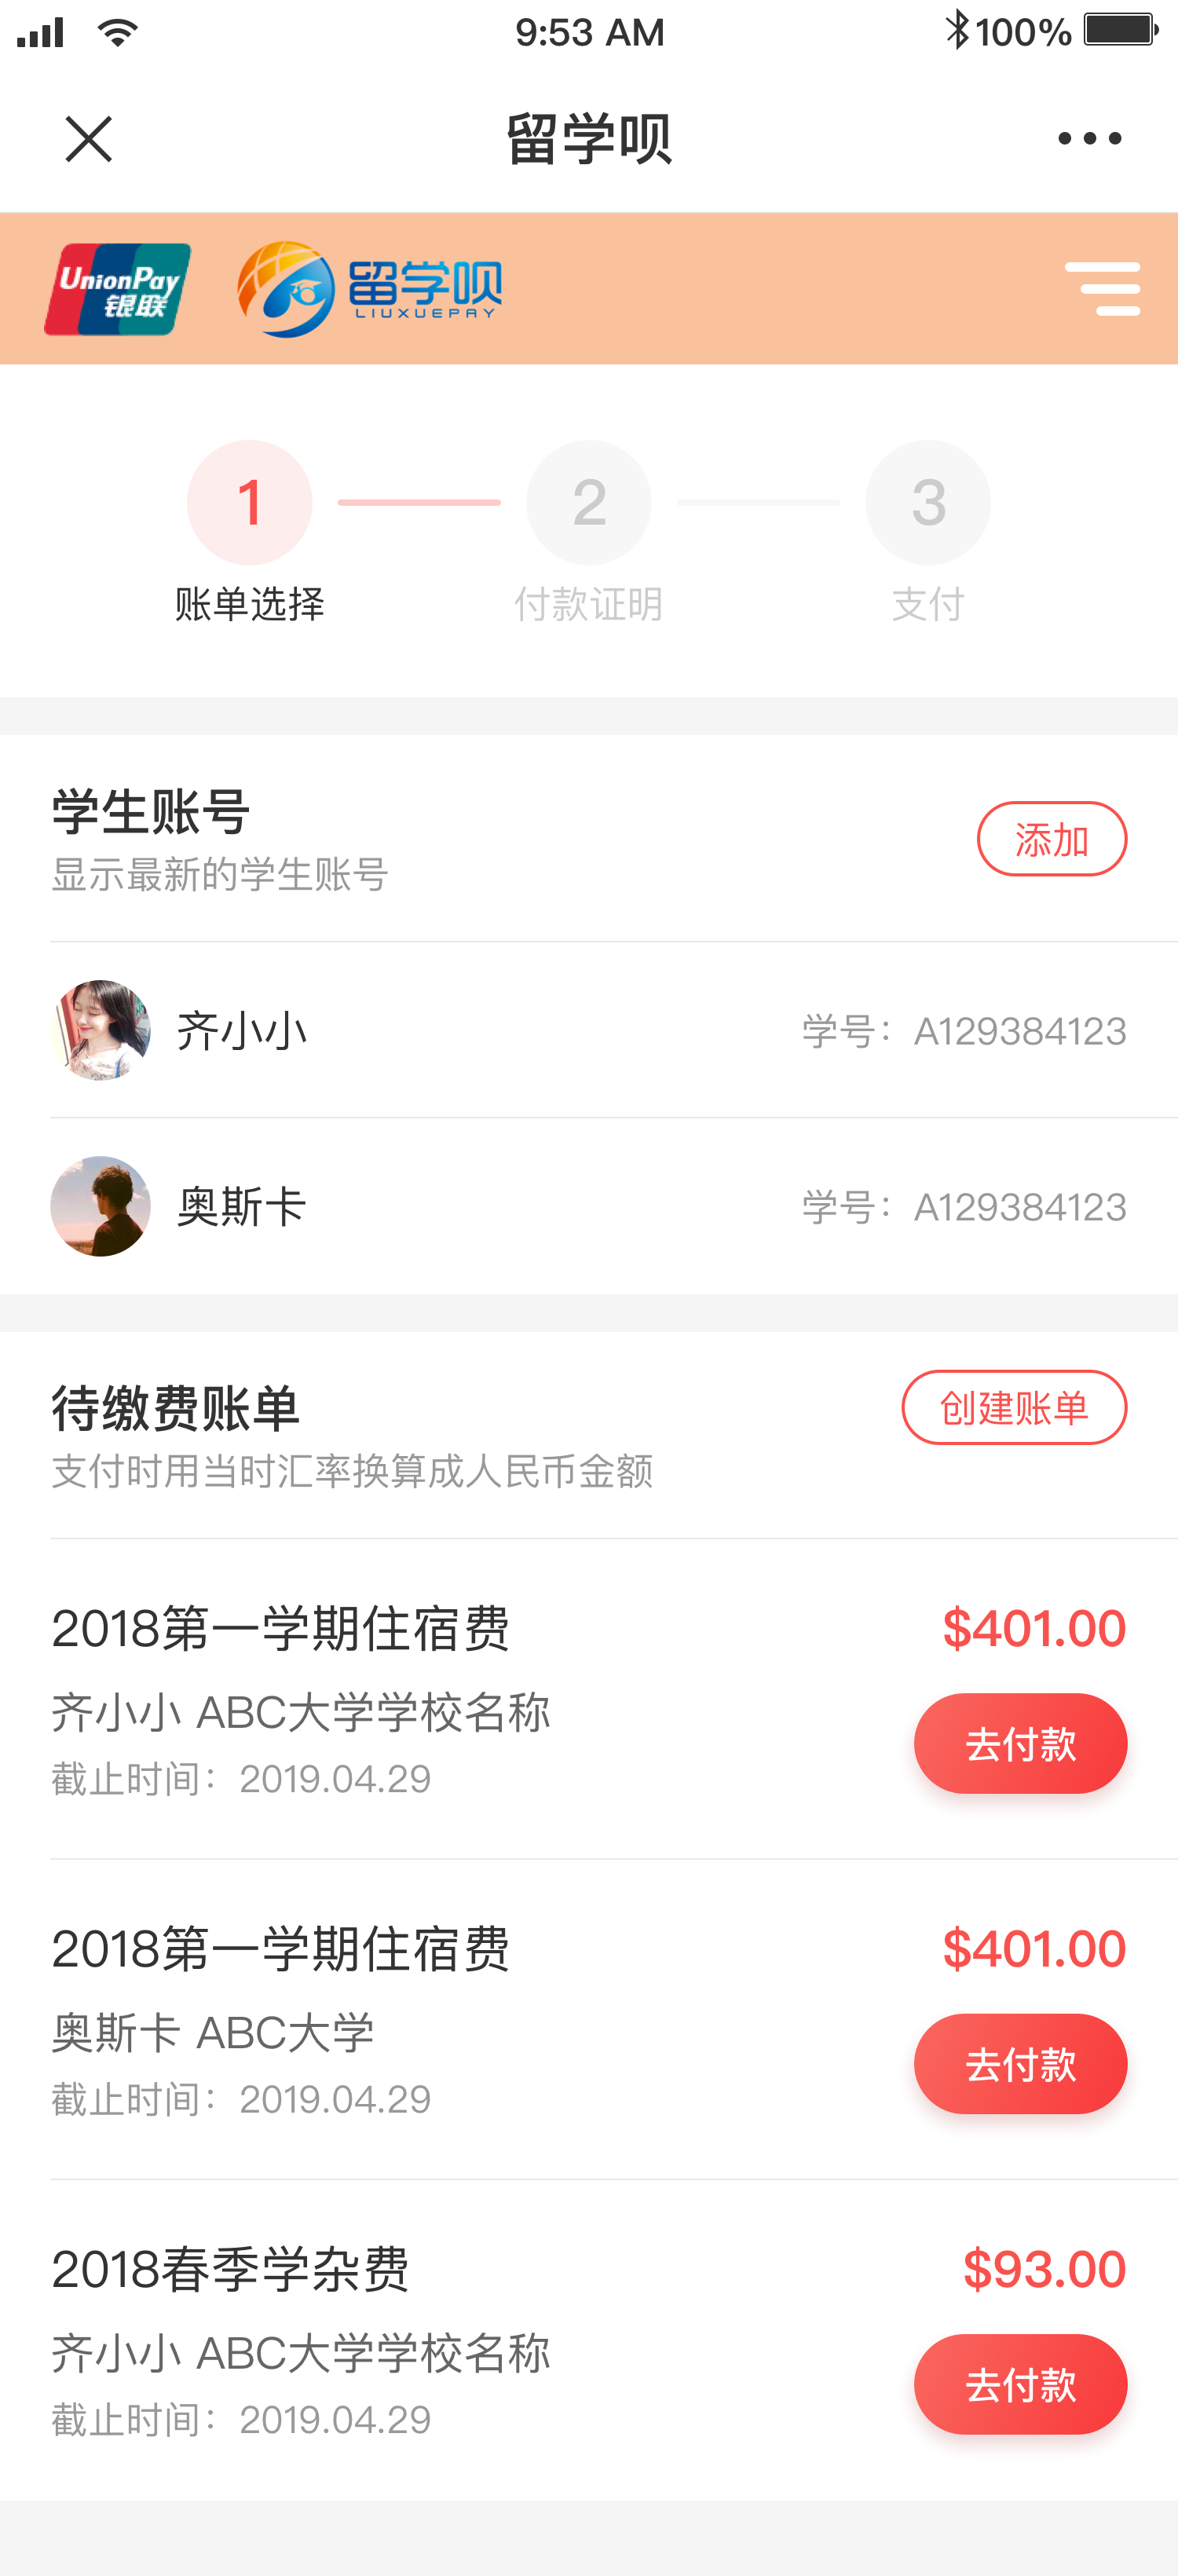 9:53 AM
100%
留学呗
UnionPay
银联
留学呗
LIUXUEPAY
1
2
3
账单选择
付款证明
支付
学生账号
显示最新的学生账号
添加
齐小小
学号：A129384123
奥斯卡
学号：A129384123
待缴费账单
创建账单
支付时用当时汇率换算成人民币金额
2018第一学期住宿费
$401.00
齐小小 ABC大学学校名称
去付款
截止时间：2019.04.29
2018第一学期住宿费
$401.00
奥斯卡 ABC大学
去付款
截止时间：2019.04.29
2018春季学杂费
$93.00
齐小小 ABC大学学校名称
去付款
截止时间：2019.04.29